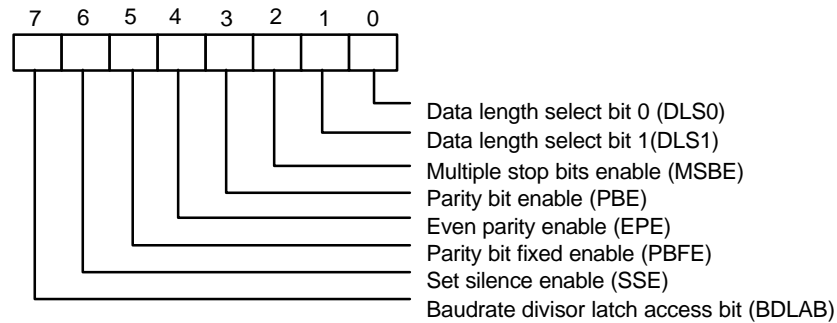 7 6 5 4 3 2 1 0
Data length select bit 0 (DLS0)
Data length select bit 1(DLS1)
Multiple stop bits enable (MSBE)
Parity bit enable (PBE)
Even parity enable (EPE)
Parity bit fixed enable (PBFE)
Set silence enable (SSE)
Baudrate divisor latch access bit (BDLAB)